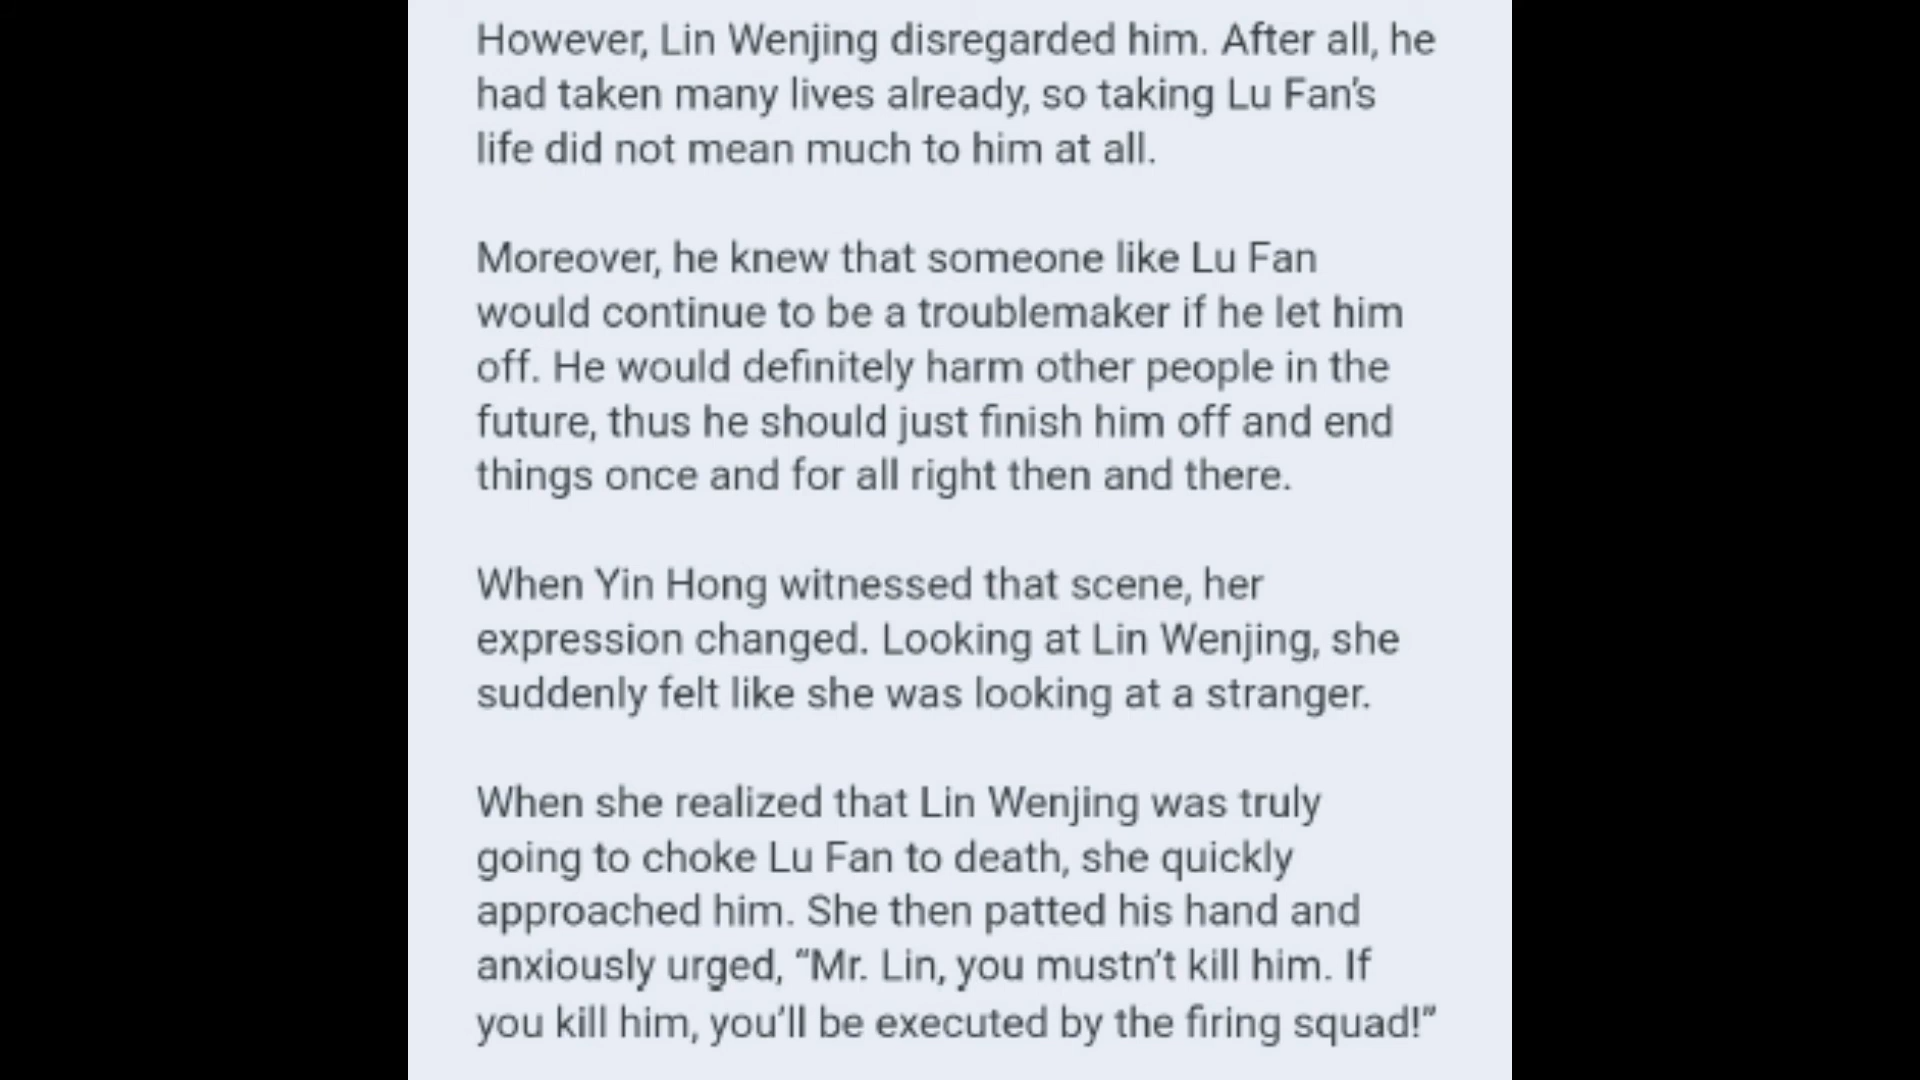 However, Lin Wenjing disregarded him. After all, he
had taken many lives already, so taking Lu Fan’s
life did not mean much to him at all.
Moreover, he knew that someone like Lu Fan
would continue to be a troublemaker if he let him
off. He would definitely harm other people in the
future, thus he should just finish him off and end
things once and for all right then and there.
When Yin Hong witnessed that scene, her
expression changed. Looking at Lin Wenjing, she
suddenly felt like she was looking at a stranger.
When she realized that Lin Wenjing was truly
going to choke Lu Fan to death, she quickly
approached him. She then patted his hand and
anxiously urged, “Mr. Lin, you mustn’t kill him. If
you kill him, you’ll be executed by the firing squad!”